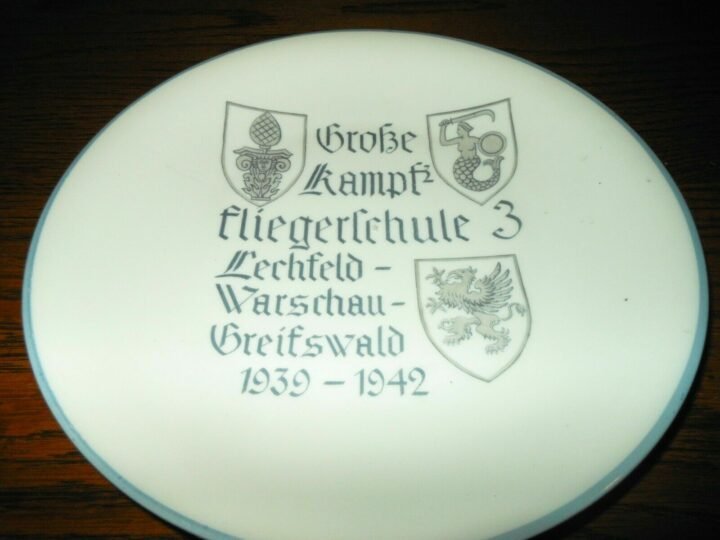 Große
Kampf=
fliegerschule 3
Lechfeld -
Warschau -
Greifswald
1939 - 1942